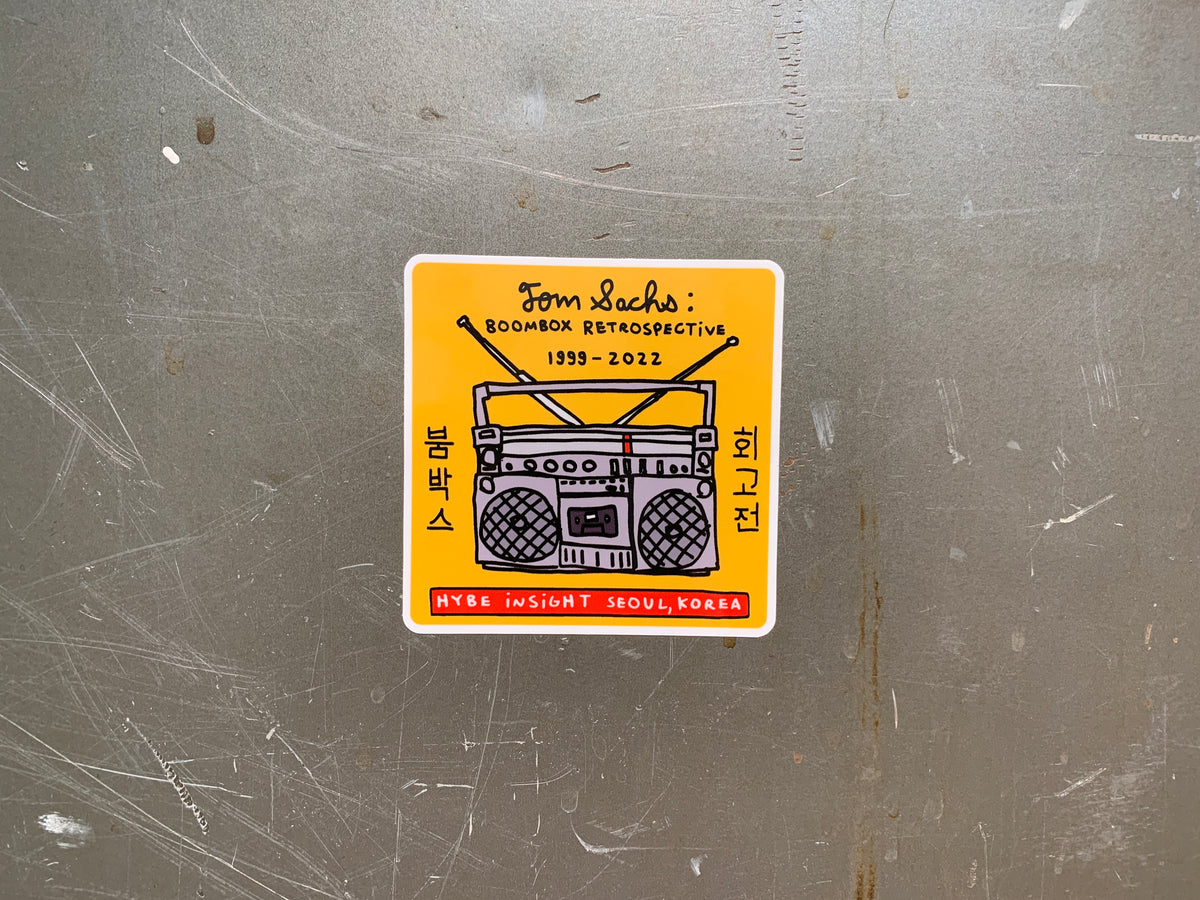 Tom Sachs:
BOOMBOX RETROSPECTIVE
1999-2022
붐박스
회고전
HYBE INSIGHT SEOUL, KOREA